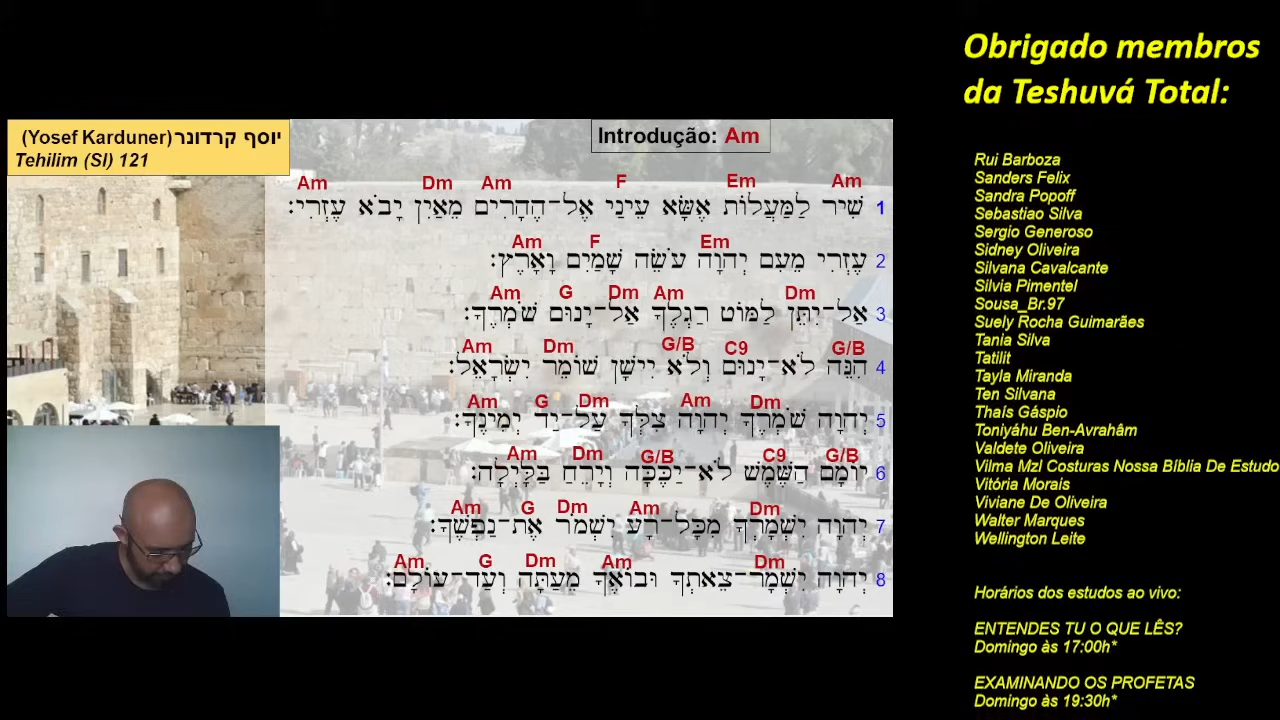 (Yosef Karduner) יוסף קרדונר
Tehilim (Sl) 121
Introdução: Am
Am Dm Am F Em Am
1 שִׁיר לַמַּעֲלוֹת אֶשָּׂא עֵינַי אֶל־הֶהָרִים מֵאַיִן יָבֹא עֶזְרִי׃
Am F Em
2 עֶזְרִי מֵעִם יְהוָה עֹשֵׂה שָׁמַיִם וָאָרֶץ׃
Am G Dm Am Dm
3 אַל־יִתֵּן לַמּוֹט רַגְלֶךָ אַל־יָנוּם שֹׁמְרֶךָ׃
Am Dm G/B C9 G/B
4 הִנֵּה לֹא־יָנוּם וְלֹא יִישָׁן שׁוֹמֵר יִשְׂרָאֵל׃
Am G Dm Am Dm
5 יְהוָה שֹׁמְרֶךָ יְהוָה צִלְּךָ עַל־יַד יְמִינֶךָ׃
Am Dm G/B C9 G/B
6 יוֹמָם הַשֶּׁמֶשׁ לֹא־יַכֶּכָּה וְיָרֵחַ בַּלָּיְלָה׃
Am G Dm Am Dm
7 יְהוָה יִשְׁמָרְךָ מִכָּל־רָע יִשְׁמֹר אֶת־נַפְשֶׁךָ׃
Am G Dm Am Dm
8 יְהוָה יִשְׁמָר־צֵאתְךָ וּבוֹאֶךָ מֵעַתָּה וְעַד־עוֹלָם׃
Obrigado membros
da Teshuvá Total:
Rui Barboza
Sanders Felix
Sandra Popoff
Sebastiao Silva
Sergio Generoso
Sidney Oliveira
Silvana Cavalcante
Silvia Pimentel
Sousa_Br.97
Suely Rocha Guimarães
Tania Silva
Tatilit
Tayla Miranda
Ten Silvana
Thaís Gáspio
Toniyáhu Ben-Avrahâm
Valdete Oliveira
Vilma Mzl Costuras Nossa Bíblia De Estudo
Vitória Morais
Viviane De Oliveira
Walter Marques
Wellington Leite
Horários dos estudos ao vivo:
ENTENDES TU O QUE LÊS?
Domingo às 17:00h*
EXAMINANDO OS PROFETAS
Domingo às 19:30h*